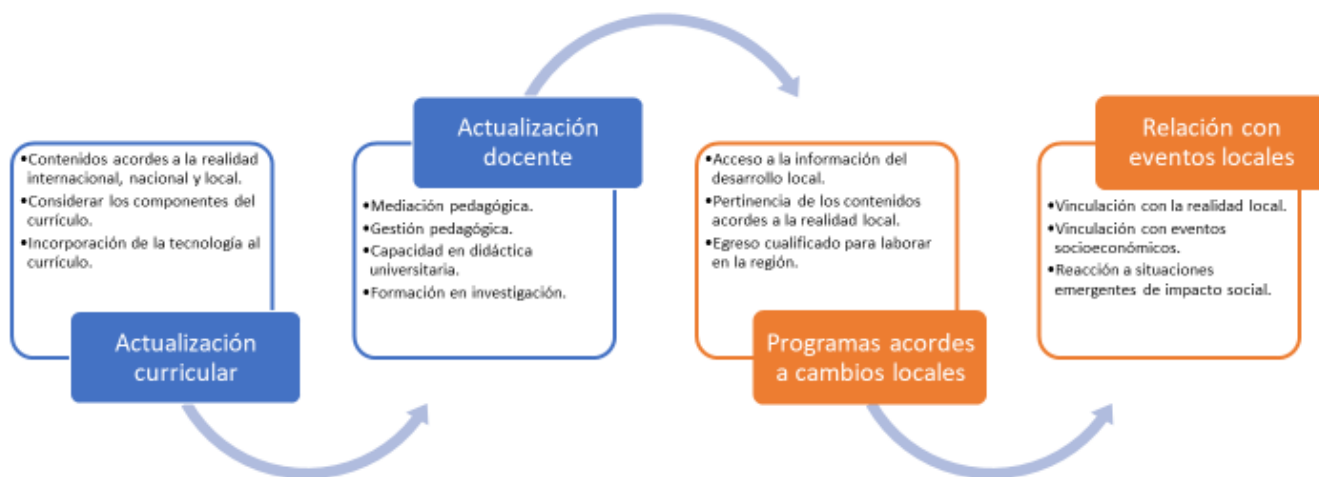 •Contenidos acordes a la realidad
internacional, nacional y local.
•Considerar los componentes del
currículo.
•Incorporación de la tecnología al
currículo.
Actualización
curricular
Actualización
docente
•Mediación pedagógica.
•Gestión pedagógica.
•Capacidad en didáctica
universitaria.
•Formación en investigación.
•Acceso a la información del
desarrollo local.
•Pertinencia de los contenidos
acordes a la realidad local.
•Egreso cualificado para laborar
en la región.
Programas acordes
a cambios locales
Relación con
eventos locales
•Vinculación con la realidad local.
•Vinculación con eventos
socioeconómicos.
•Reacción a situaciones
emergentes de impacto social.